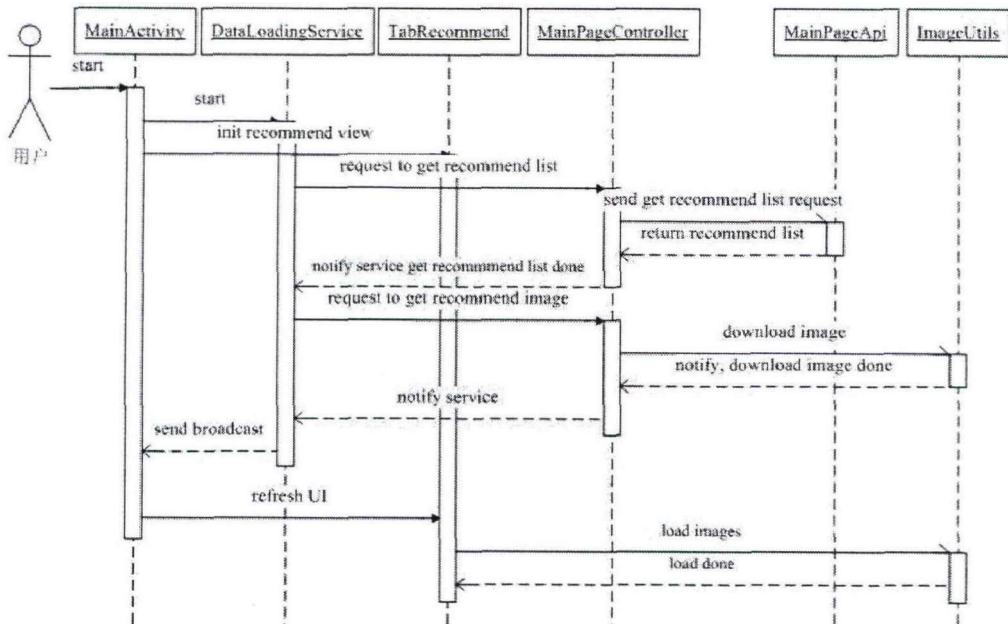 MainActivity
DataLoadingService
TabRecommend
MainPageController
MainPageApi
ImageUtils
start
用户
start
init recommend view
request to get recommend list
send get recommend list request
return recommend list
notify service get recommmend list done
request to get recommend image
download image
notify, download image done
notify service
send broadcast
refresh UI
load images
load done